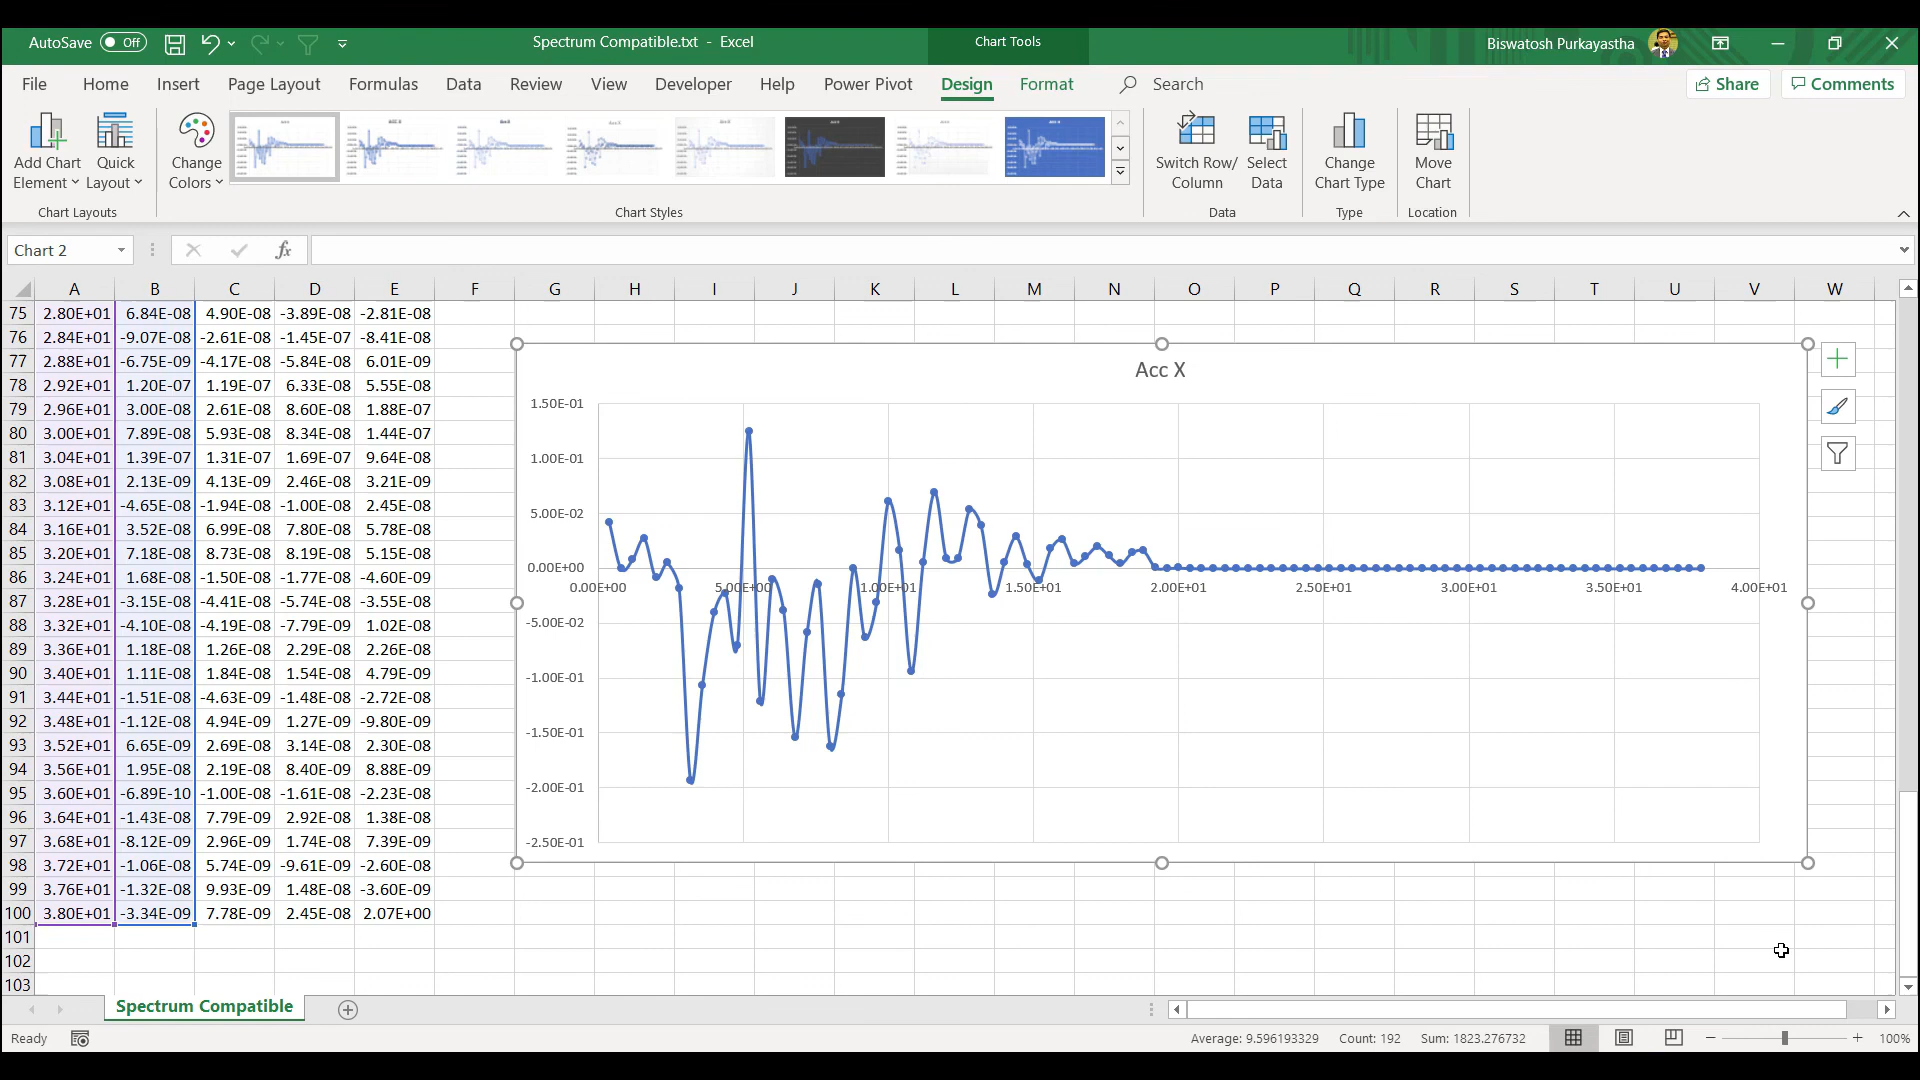 AutoSave Off
Spectrum Compatible.txt - Excel
Chart Tools
Biswatosh Purkayastha
File Home Insert Page Layout Formulas Data Review View Developer Help Power Pivot Design Format Search
Share Comments
Add Chart Element
Quick Layout
Change Colors
Switch Row/ Column
Select Data
Change Chart Type
Move Chart
Chart Layouts
Chart Styles
Data
Type
Location
Chart 2
fx
A B C D E F G H I J K L M N O P Q R S T U V W
75 2.80E+01 6.84E-08 4.90E-08 -3.89E-08 -2.81E-08
76 2.84E+01 -9.07E-08 -2.61E-08 -1.45E-07 -8.41E-08
77 2.88E+01 -6.75E-09 -4.17E-08 -5.84E-08 6.01E-09
78 2.92E+01 1.20E-07 1.19E-07 6.33E-08 5.55E-08
79 2.96E+01 3.00E-08 2.61E-08 8.60E-08 1.88E-07
80 3.00E+01 7.89E-08 5.93E-08 8.34E-08 1.44E-07
81 3.04E+01 1.39E-07 1.31E-07 1.69E-07 9.64E-08
82 3.08E+01 2.13E-09 4.13E-09 2.46E-08 3.21E-09
83 3.12E+01 -4.65E-08 -1.94E-08 -1.00E-08 2.45E-08
84 3.16E+01 3.52E-08 6.99E-08 7.80E-08 5.78E-08
85 3.20E+01 7.18E-08 8.73E-08 8.19E-08 5.15E-08
86 3.24E+01 1.68E-08 -1.50E-08 -1.77E-08 -4.60E-09
87 3.28E+01 -3.15E-08 -4.41E-08 -5.74E-08 -3.55E-08
88 3.32E+01 -4.10E-08 -4.19E-08 -7.79E-09 1.02E-08
89 3.36E+01 1.18E-08 1.26E-08 2.29E-08 2.26E-08
90 3.40E+01 1.11E-08 1.84E-08 1.54E-08 4.79E-09
91 3.44E+01 -1.51E-08 -4.63E-09 -1.48E-08 -2.72E-08
92 3.48E+01 -1.12E-08 4.94E-09 1.27E-09 -9.80E-09
93 3.52E+01 6.65E-09 2.69E-08 3.14E-08 2.30E-08
94 3.56E+01 1.95E-08 2.19E-08 8.40E-09 8.88E-09
95 3.60E+01 -6.89E-10 -1.00E-08 -1.61E-08 -2.23E-08
96 3.64E+01 -1.43E-08 7.79E-09 2.92E-08 1.38E-08
97 3.68E+01 -8.12E-09 2.96E-09 1.74E-08 7.39E-09
98 3.72E+01 -1.06E-08 5.74E-09 -9.61E-09 -2.60E-08
99 3.76E+01 -1.32E-08 9.93E-09 1.48E-08 -3.60E-09
100 3.80E+01 -3.34E-09 7.78E-09 2.45E-08 2.07E+00
101
102
103
Acc X
1.50E-01
1.00E-01
5.00E-02
0.00E+00
-5.00E-02
-1.00E-01
-1.50E-01
-2.00E-01
-2.50E-01
0.00E+00 5.00E+00 1.00E+01 1.50E+01 2.00E+01 2.50E+01 3.00E+01 3.50E+01 4.00E+01
Spectrum Compatible
Ready
Average: 9.596193329 Count: 192 Sum: 1823.276732
100%